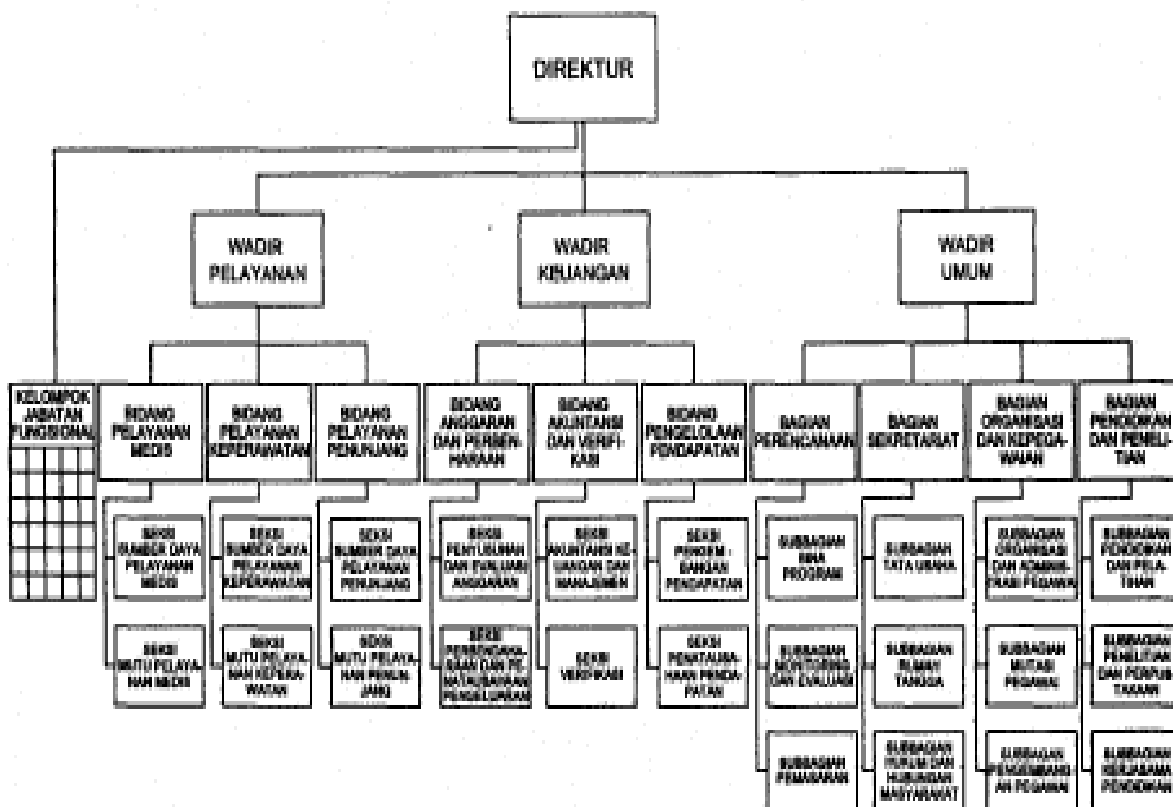 DIREKTUR
WADIR
PELAYANAN
WADIR
KEUANGAN
WADIR
UMUM
KELOMPOK
JABATAN
FUNGSIONAL
BIDANG
PELAYANAN
MEDIS
BIDANG
PELAYANAN
KEPERAWATAN
BIDANG
PELAYANAN
PENUNJANG
BIDANG
ANGGARAN
DAN PERBEN-
HARAAN
BIDANG
AKUNTANSI
DAN VERIFI-
KASI
BIDANG
PENGELOLAAN
PENDAPATAN
BAGIAN
PERENCANAAN
BAGIAN
SEKRETARIAT
BAGIAN
ORGANISASI
DAN KEPEGA-
WAIAN
BAGIAN
PENDIDIKAN
DAN PENELI-
TIAN
SEKSI
SUMBER DAYA
PELAYANAN
MEDIS
SEKSI
SUMBER DAYA
PELAYANAN
KEPERAWATAN
SEKSI
SUMBER DAYA
PELAYANAN
PENUNJANG
SEKSI
PENYUSUNAN
DAN EVALUASI
ANGGARAN
SEKSI
AKUNTANSI KE-
UANGAN DAN
MANAJEMEN
SEKSI
PENGEM-
BANGAN
PENDAPATAN
SUBBAGIAN
BINA
PROGRAM
SUBBAGIAN
TATA USAHA
SUBBAGIAN
ORGANISASI
DAN ADMINIS-
TRASI PEGAWAI
SUBBAGIAN
PENDIDIKAN
DAN PELA-
TIHAN
SEKSI
MUTU PELAYA-
NAN MEDIS
SEKSI
MUTU PELAYA-
NAN KEPERA-
WATAN
SEKSI
MUTU PELAYA-
NAN PENUN-
JANG
SEKSI
DAN PE-
NATAUSAHAAN
PENGELUARAN
SEKSI
VERIFIKASI
SEKSI
PENATAUSA-
HAAN PENDA-
PATAN
SUBBAGIAN
MONITORING
DAN EVALUASI
SUBBAGIAN
RUMAH
TANGGA
SUBBAGIAN
MUTASI
PEGAWAI
SUBBAGIAN
PENELITIAN
DAN PERPUS-
TAKAAN
SUBBAGIAN
PEMASARAN
SUBBAGIAN
HUKUM DAN
HUBUNGAN
MASYARAKAT
SUBBAGIAN
PENGEMBANG-
AN PEGAWAI
SUBBAGIAN
KERJASAMA
PENDIDIKAN